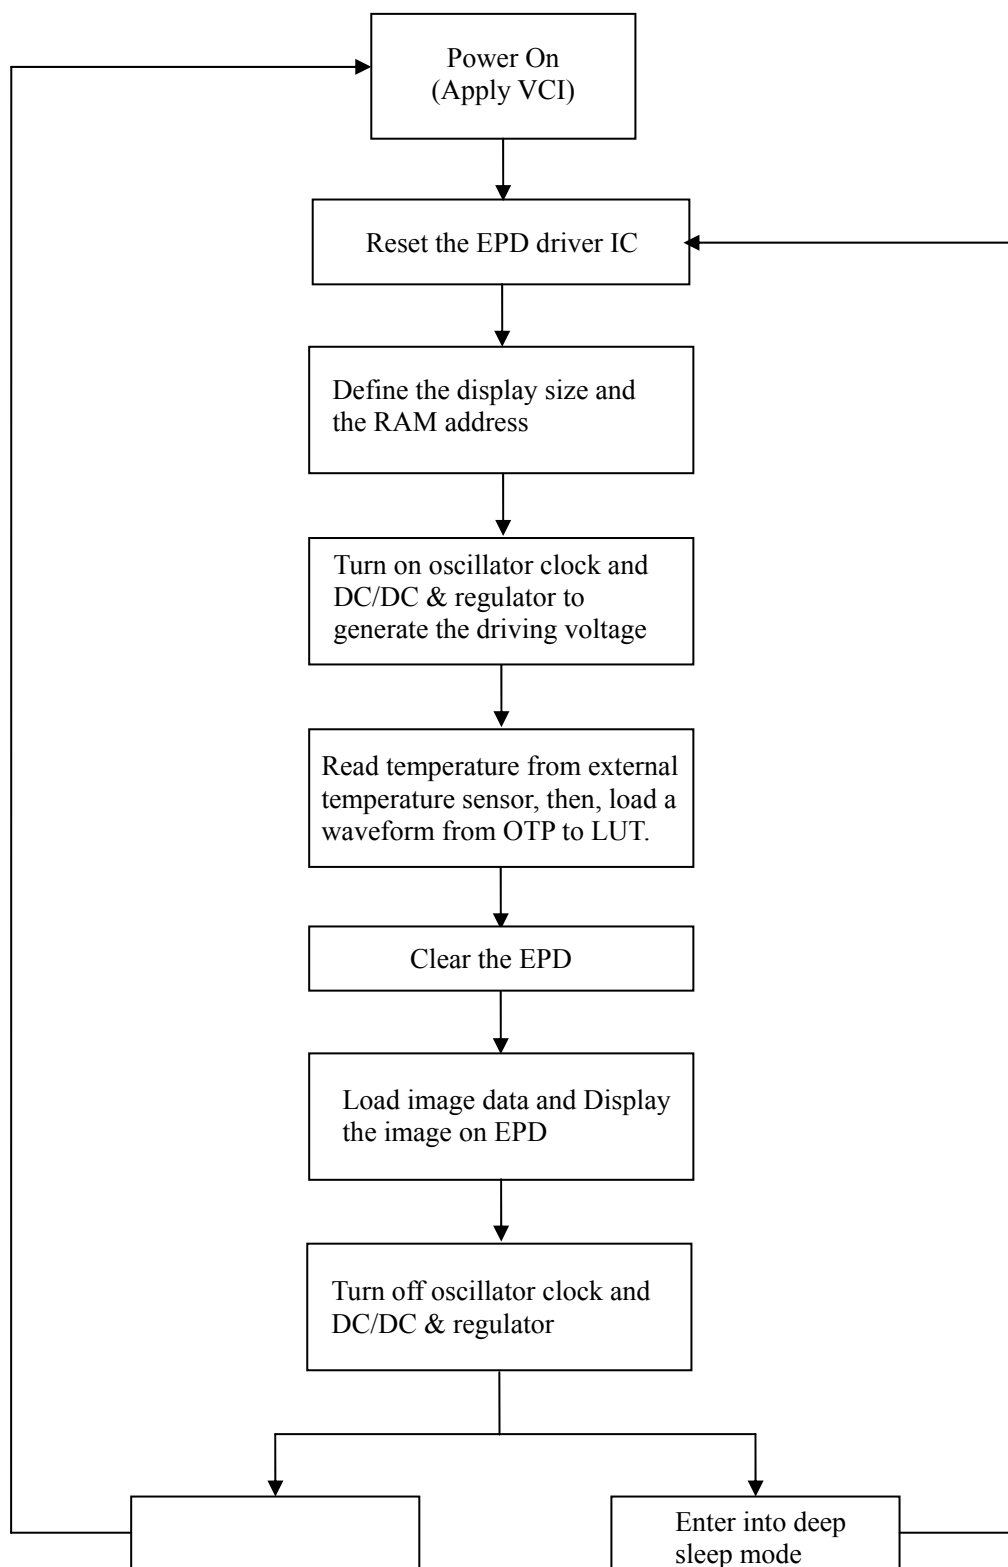 Power On
(Apply VCI)
Reset the EPD driver IC
Define the display size and
the RAM address
Turn on oscillator clock and
DC/DC & regulator to
generate the driving voltage
Read temperature from external
temperature sensor, then, load a
waveform from OTP to LUT.
Clear the EPD
Load image data and Display
the image on EPD
Turn off oscillator clock and
DC/DC & regulator
Enter into deep
sleep mode